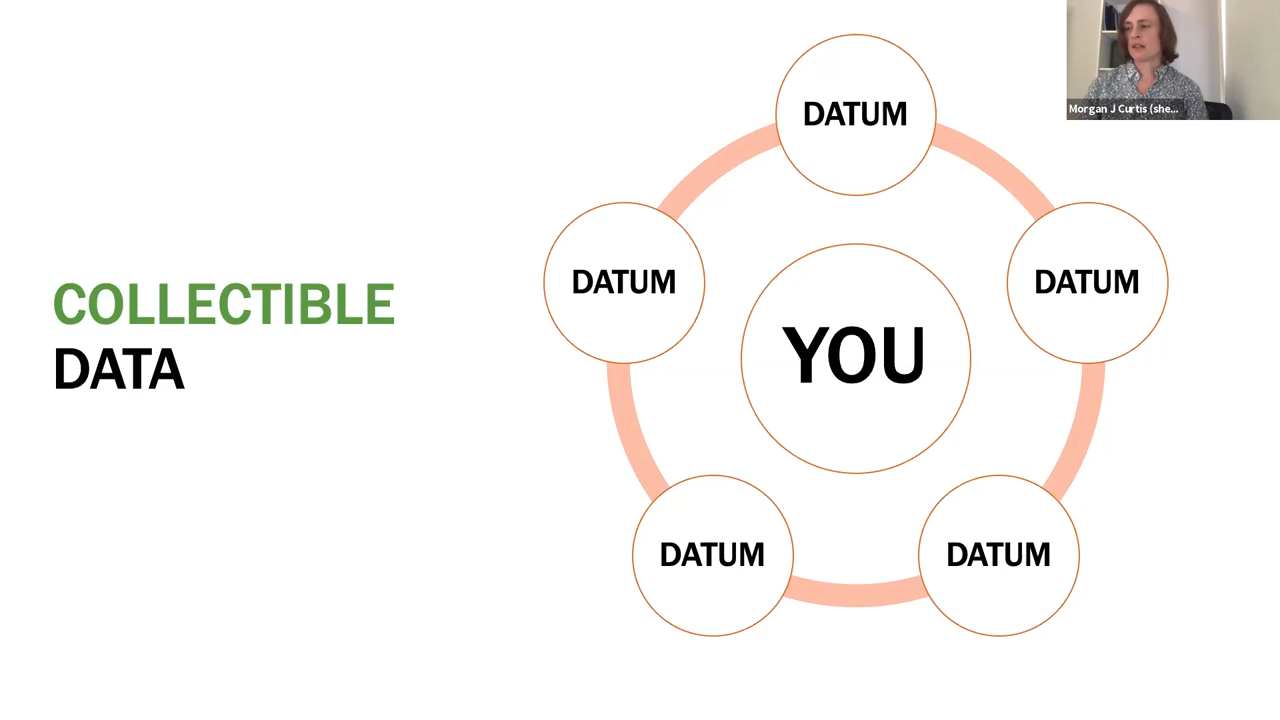 COLLECTIBLE
DATA
DATUM
DATUM
DATUM
YOU
DATUM
DATUM
Morgan J Curtis (she...